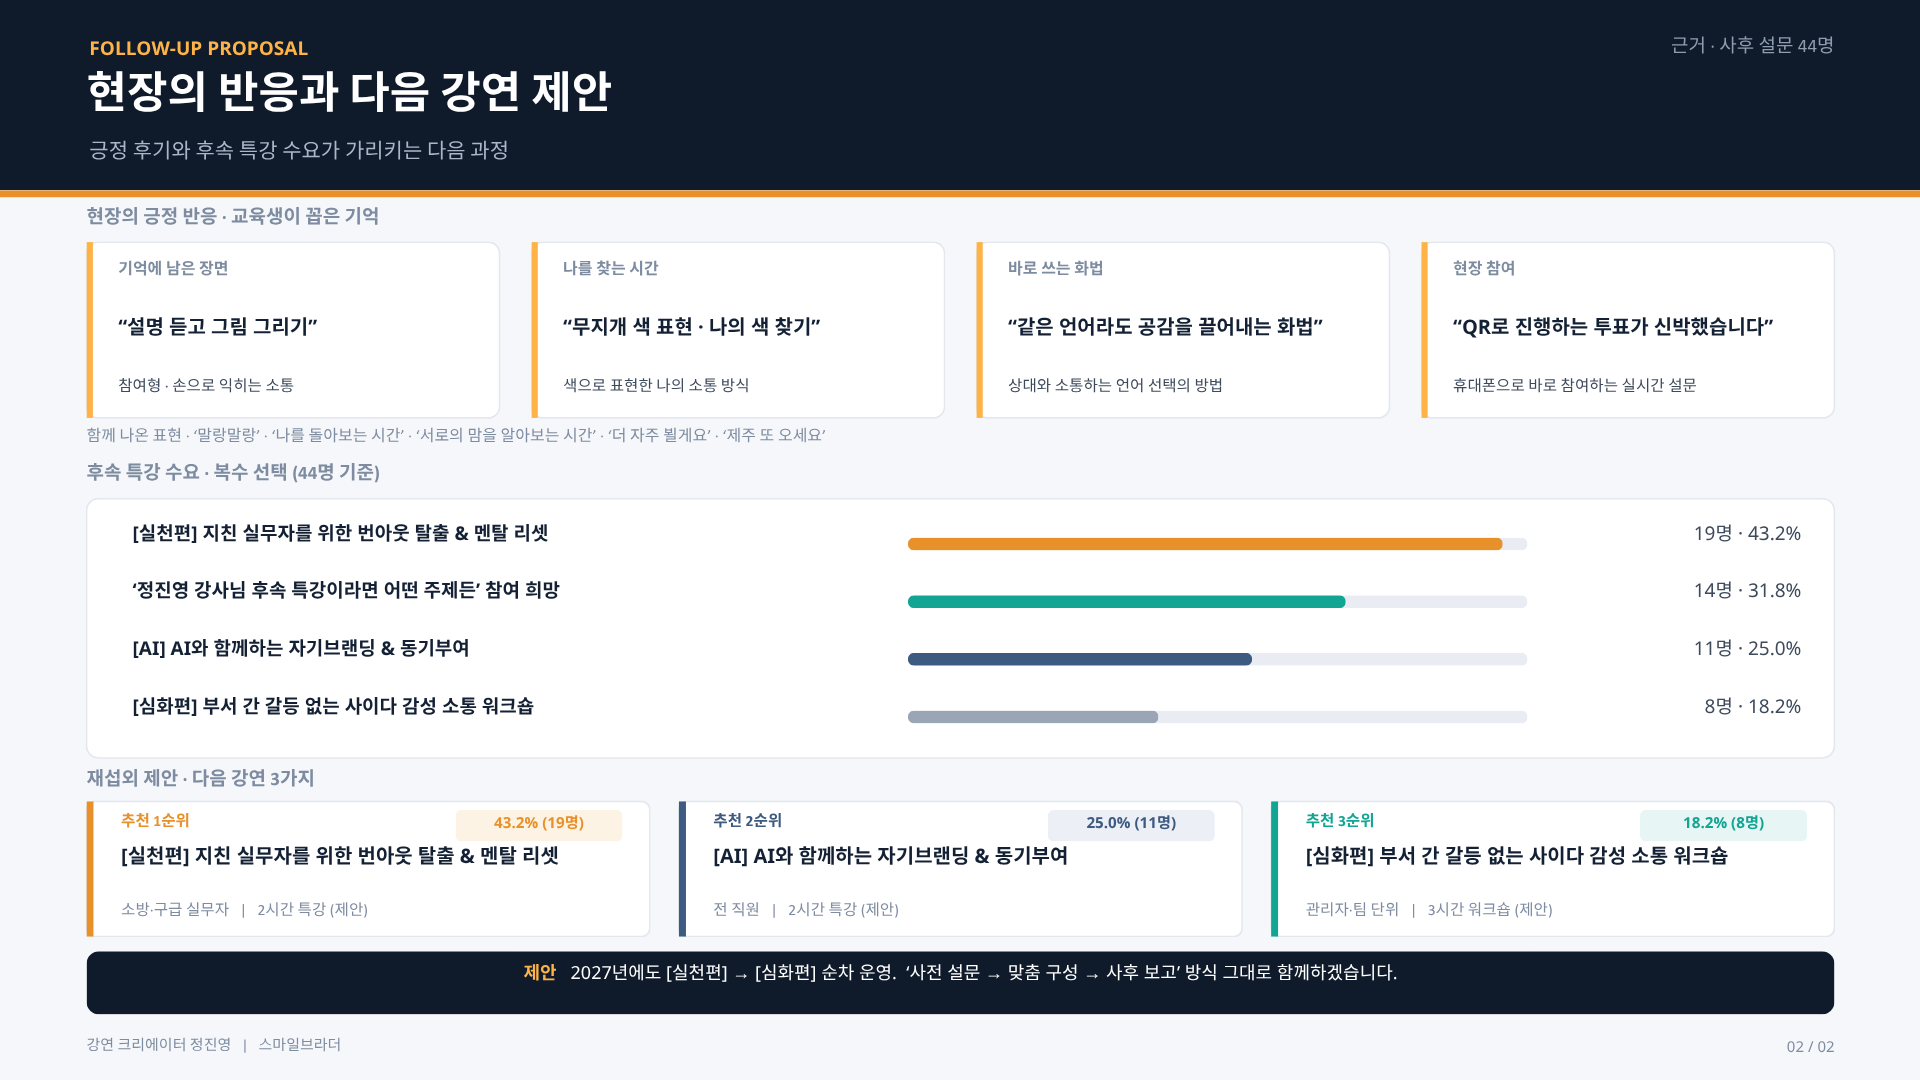 FOLLOW-UP PROPOSAL
근거 · 사후 설문 44명
현장의 반응과 다음 강연 제안
긍정 후기와 후속 특강 수요가 가리키는 다음 과정
현장의 긍정 반응 · 교육생이 꼽은 기억
기억에 남은 장면
“설명 듣고 그림 그리기”
참여형 · 손으로 익히는 소통
나를 찾는 시간
“무지개 색 표현 · 나의 색 찾기”
색으로 표현한 나의 소통 방식
바로 쓰는 화법
“같은 언어라도 공감을 끌어내는 화법”
상대와 소통하는 언어 선택의 방법
현장 참여
“QR로 진행하는 투표가 신박했습니다”
휴대폰으로 바로 참여하는 실시간 설문
함께 나온 표현 · ‘말랑말랑’ · ‘나를 돌아보는 시간’ · ‘서로의 맘을 알아보는 시간’ · ‘더 자주 뵐게요’ · ‘제주 또 오세요’
후속 특강 수요 · 복수 선택 (44명 기준)
[실천편] 지친 실무자를 위한 번아웃 탈출 & 멘탈 리셋
19명 · 43.2%
‘정진영 강사님 후속 특강이라면 어떤 주제든’ 참여 희망
14명 · 31.8%
[AI] AI와 함께하는 자기브랜딩 & 동기부여
11명 · 25.0%
[심화편] 부서 간 갈등 없는 사이다 감성 소통 워크숍
8명 · 18.2%
재섭외 제안 · 다음 강연 3가지
추천 1순위
43.2% (19명)
[실천편] 지친 실무자를 위한 번아웃 탈출 & 멘탈 리셋
소방·구급 실무자 | 2시간 특강 (제안)
추천 2순위
25.0% (11명)
[AI] AI와 함께하는 자기브랜딩 & 동기부여
전 직원 | 2시간 특강 (제안)
추천 3순위
18.2% (8명)
[심화편] 부서 간 갈등 없는 사이다 감성 소통 워크숍
관리자·팀 단위 | 3시간 워크숍 (제안)
제안 2027년에도 [실천편] → [심화편] 순차 운영. ‘사전 설문 → 맞춤 구성 → 사후 보고’ 방식 그대로 함께하겠습니다.
강연 크리에이터 정진영 | 스마일브라더
02 / 02